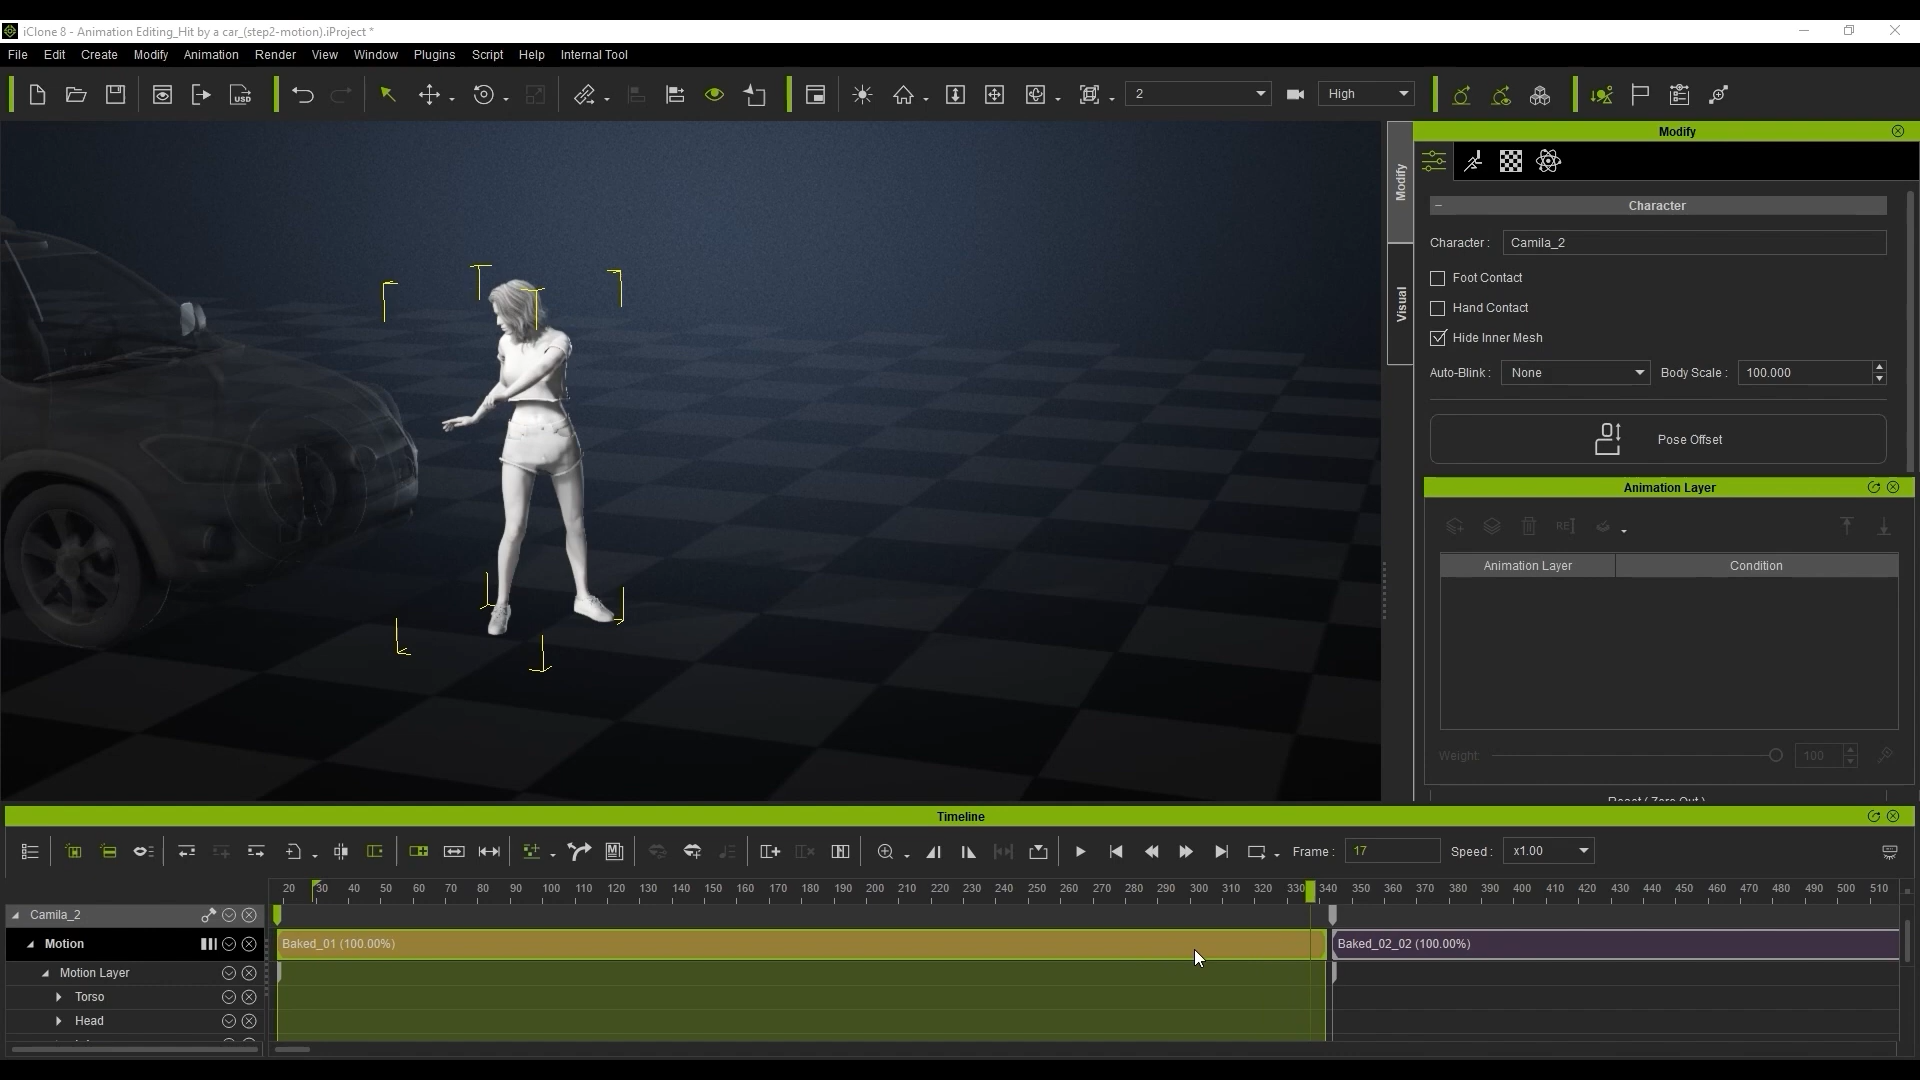 iClone 8 - Animation Editing_Hit by a car_(step2-motion).iProject *
File Edit Create Modify Animation Render View Window Plugins Script Help Internal Tool
USD 2 High
Modify
Modify
Visual
Character
Character : Camila_2
Foot Contact
Hand Contact
Hide Inner Mesh
Auto-Blink : None Body Scale : 100.000
Pose Offset
Animation Layer
RE
Animation Layer Condition
Weight: 100
Reset ( Zero Out )
Timeline
Frame : 17 Speed : x1.00
20 30 40 50 60 70 80 90 100 110 120 130 140 150 160 170 180 190 200 210 220 230 240 250 260 270 280 290 300 310 320 330 340 350 360 370 380 390 400 410 420 430 440 450 460 470 480 490 500 510
Camila_2
Motion Baked_01 (100.00%) Baked_02_02 (100.00%)
Motion Layer
Torso
Head